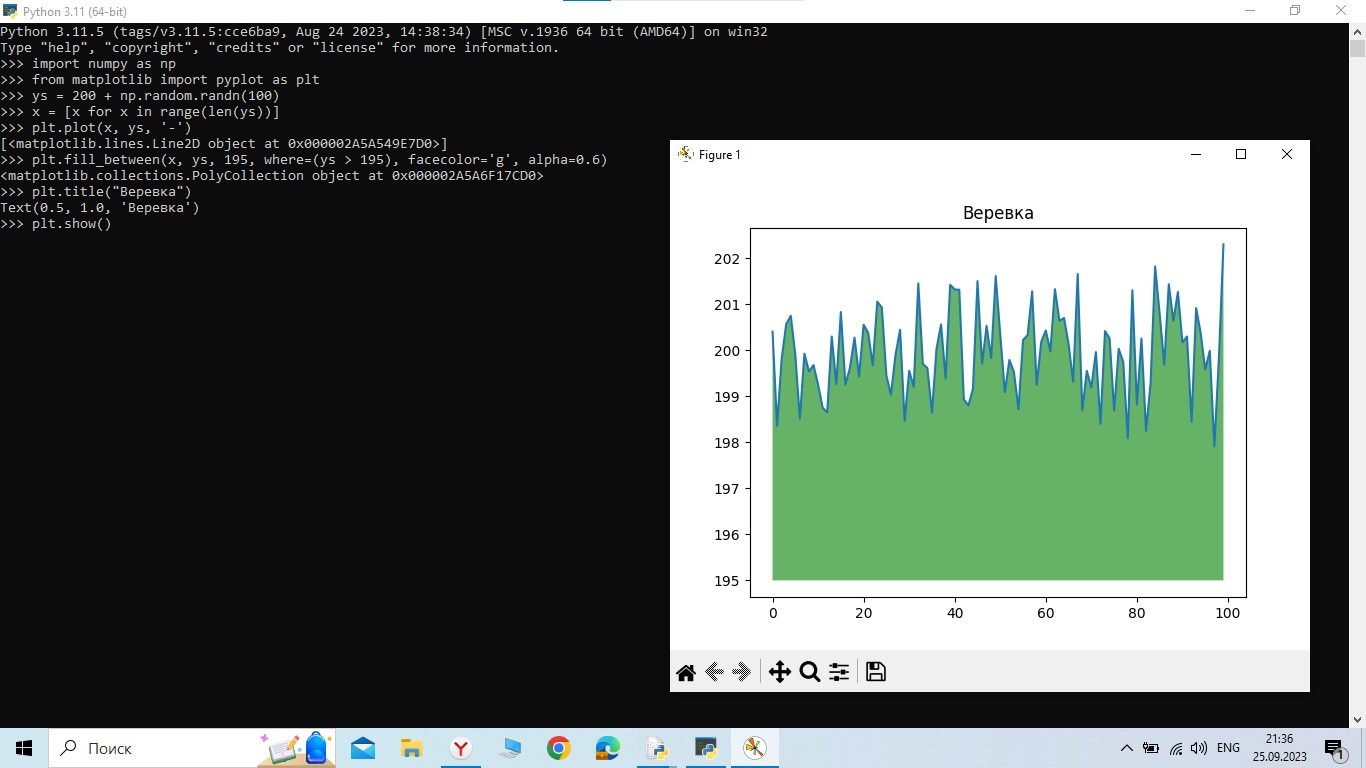 Python 3.11 (64-bit)
Python 3.11.5 (tags/v3.11.5:cce6ba9, Aug 24 2023, 14:38:34) [MSC v.1936 64 bit (AMD64)] on win32
Type "help", "copyright", "credits" or "license" for more information.
>>> import numpy as np
>>> from matplotlib import pyplot as plt
>>> ys = 200 + np.random.randn(100)
>>> x = [x for x in range(len(ys))]
>>> plt.plot(x, ys, '-')
[<matplotlib.lines.Line2D object at 0x000002A5A549E7D0>]
>>> plt.fill_between(x, ys, 195, where=(ys > 195), facecolor='g', alpha=0.6)
<matplotlib.collections.PolyCollection object at 0x000002A5A6F17CD0>
>>> plt.title("Веревка")
Text(0.5, 1.0, 'Веревка')
>>> plt.show()
Figure 1
Веревка
202
201
200
199
198
197
196
195
0 20 40 60 80 100
Поиск
ENG
21:36
25.09.2023
1